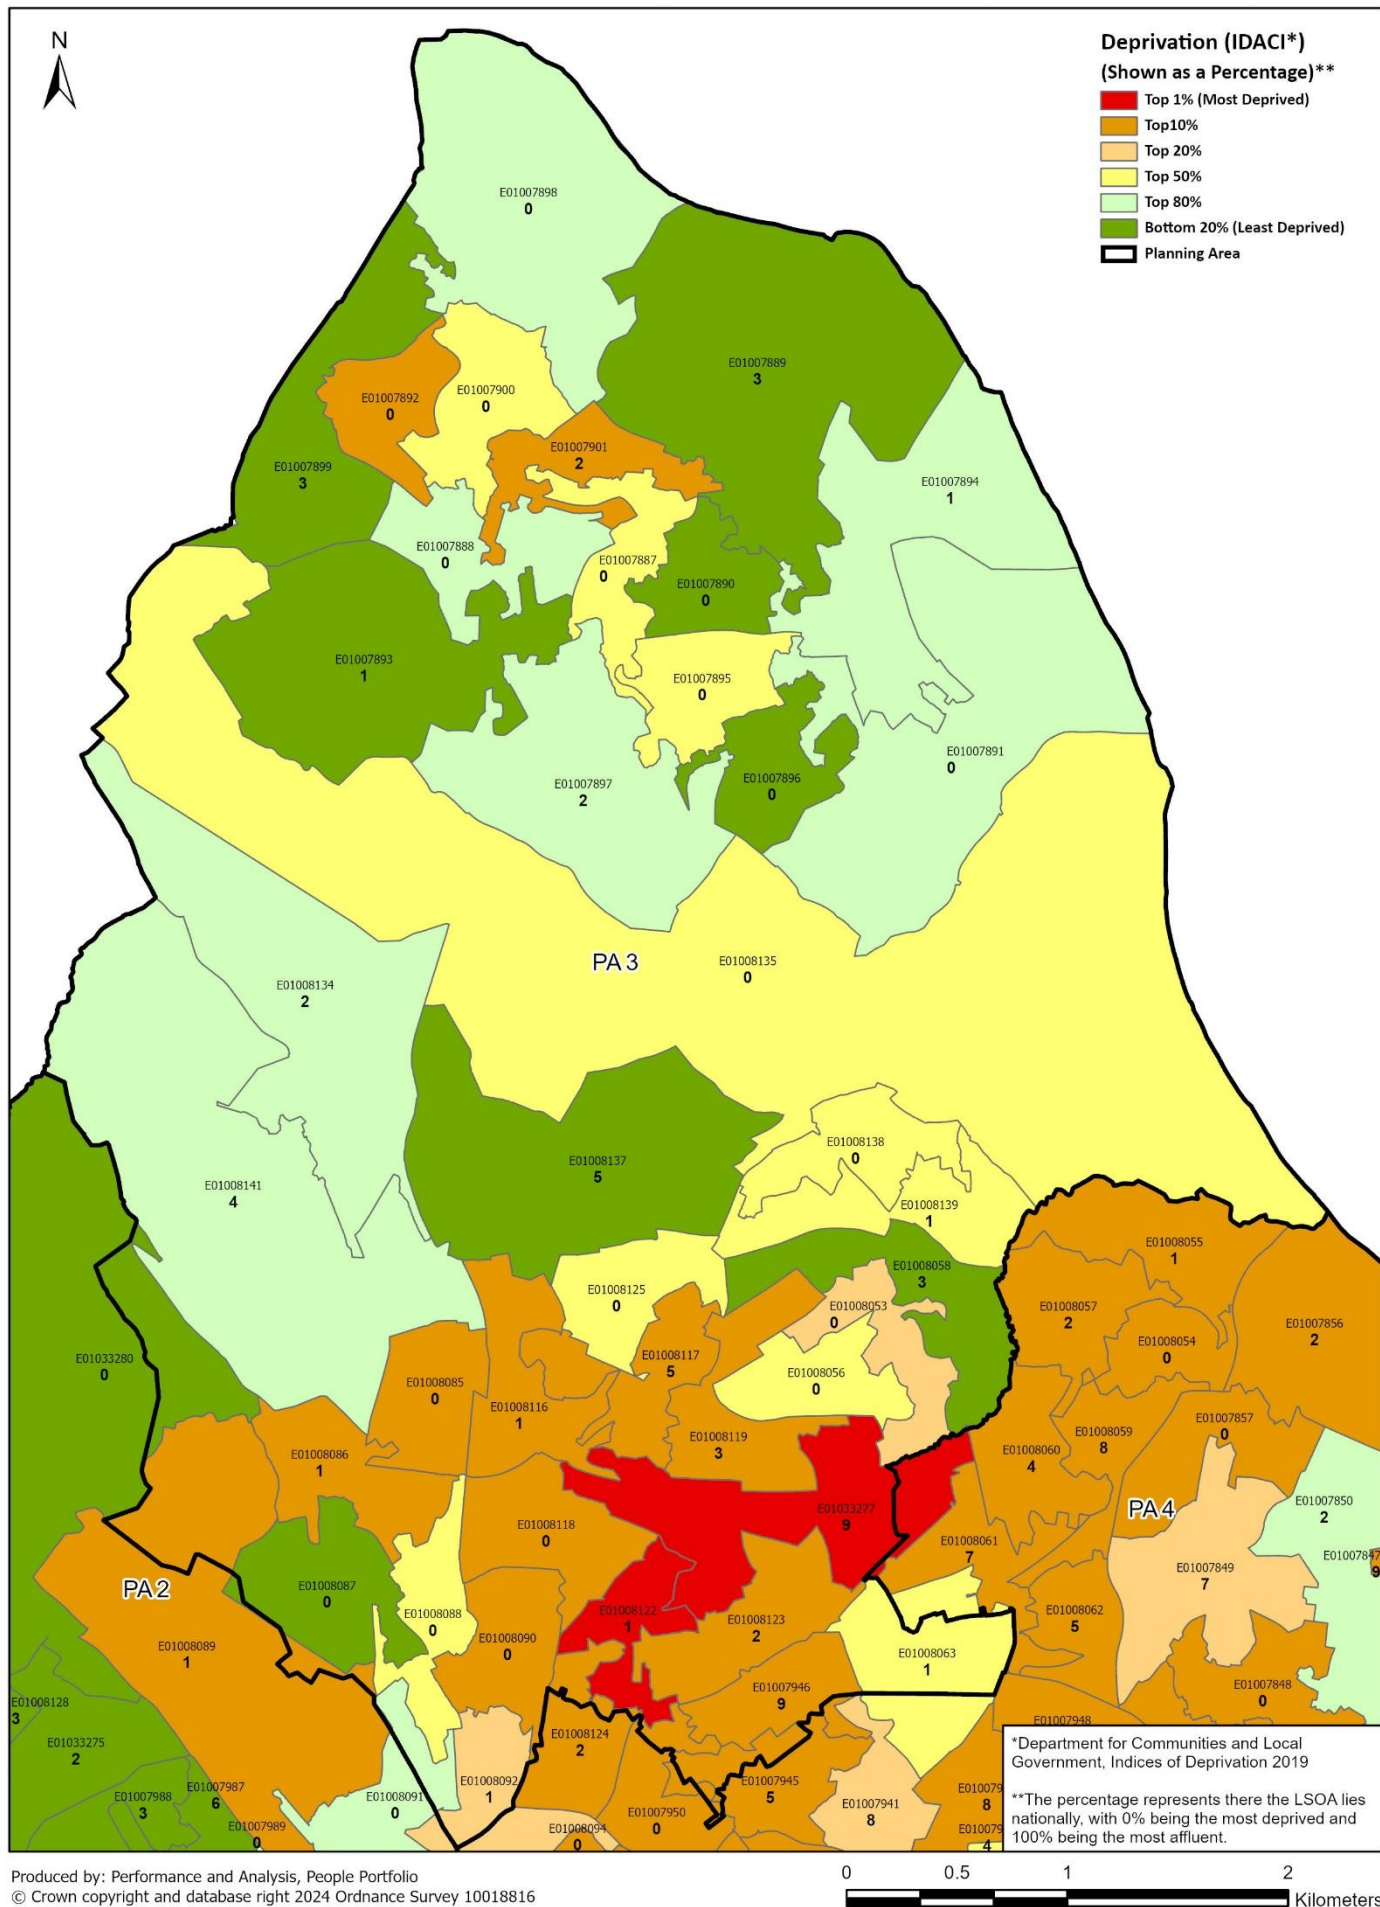 N
Deprivation (IDACI*)
(Shown as a Percentage)**
Top 1% (Most Deprived)
Top10%
Top 20%
Top 50%
Top 80%
Bottom 20% (Least Deprived)
Planning Area
E01007898
0
E01007889
3
E01007892
0
E01007900
0
E01007901
2
E01007899
3
E01007894
1
E01007888
0
E01007887
0
E01007890
0
E01007893
1
E01007895
0
E01007891
0
E01007897
2
E01007896
0
PA 3
E01008135
0
E01008134
2
E01008138
0
E01008137
5
E01008141
4
E01008139
1
E01008055
1
E01008058
3
E01008125
0
E01008053
0
E01008057
2
E01007856
2
E01008054
0
E01033280
0
E01008117
5
E01008085
0
E01008056
0
E01008116
1
E01007857
0
E01008119
3
E01008059
8
E01008060
4
E01008086
1
PA 4
E01007850
2
E01033277
9
E01008118
0
E01008061
7
E01007847
9
E01007849
7
PA 2
E01008087
0
E01008122
1
E01008088
0
E01008123
2
E01008062
5
E01008090
0
E01008089
1
E01008063
1
E01007946
9
E01007848
0
E01008128
3
E01007948
E01008124
2
E01033275
2
E01008092
1
E01007945
5
E01007987
6
E01007988
3
E01008091
0
E01007941
8
E010079
8
E01007950
0
E01007989
0
E01008094
0
E010079
4
*Department for Communities and Local
Government, Indices of Deprivation 2019
**The percentage represents there the LSOA lies
nationally, with 0% being the most deprived and
100% being the most affluent.
Produced by: Performance and Analysis, People Portfolio
© Crown copyright and database right 2024 Ordnance Survey 10018816
0 0.5 1 2
Kilometers